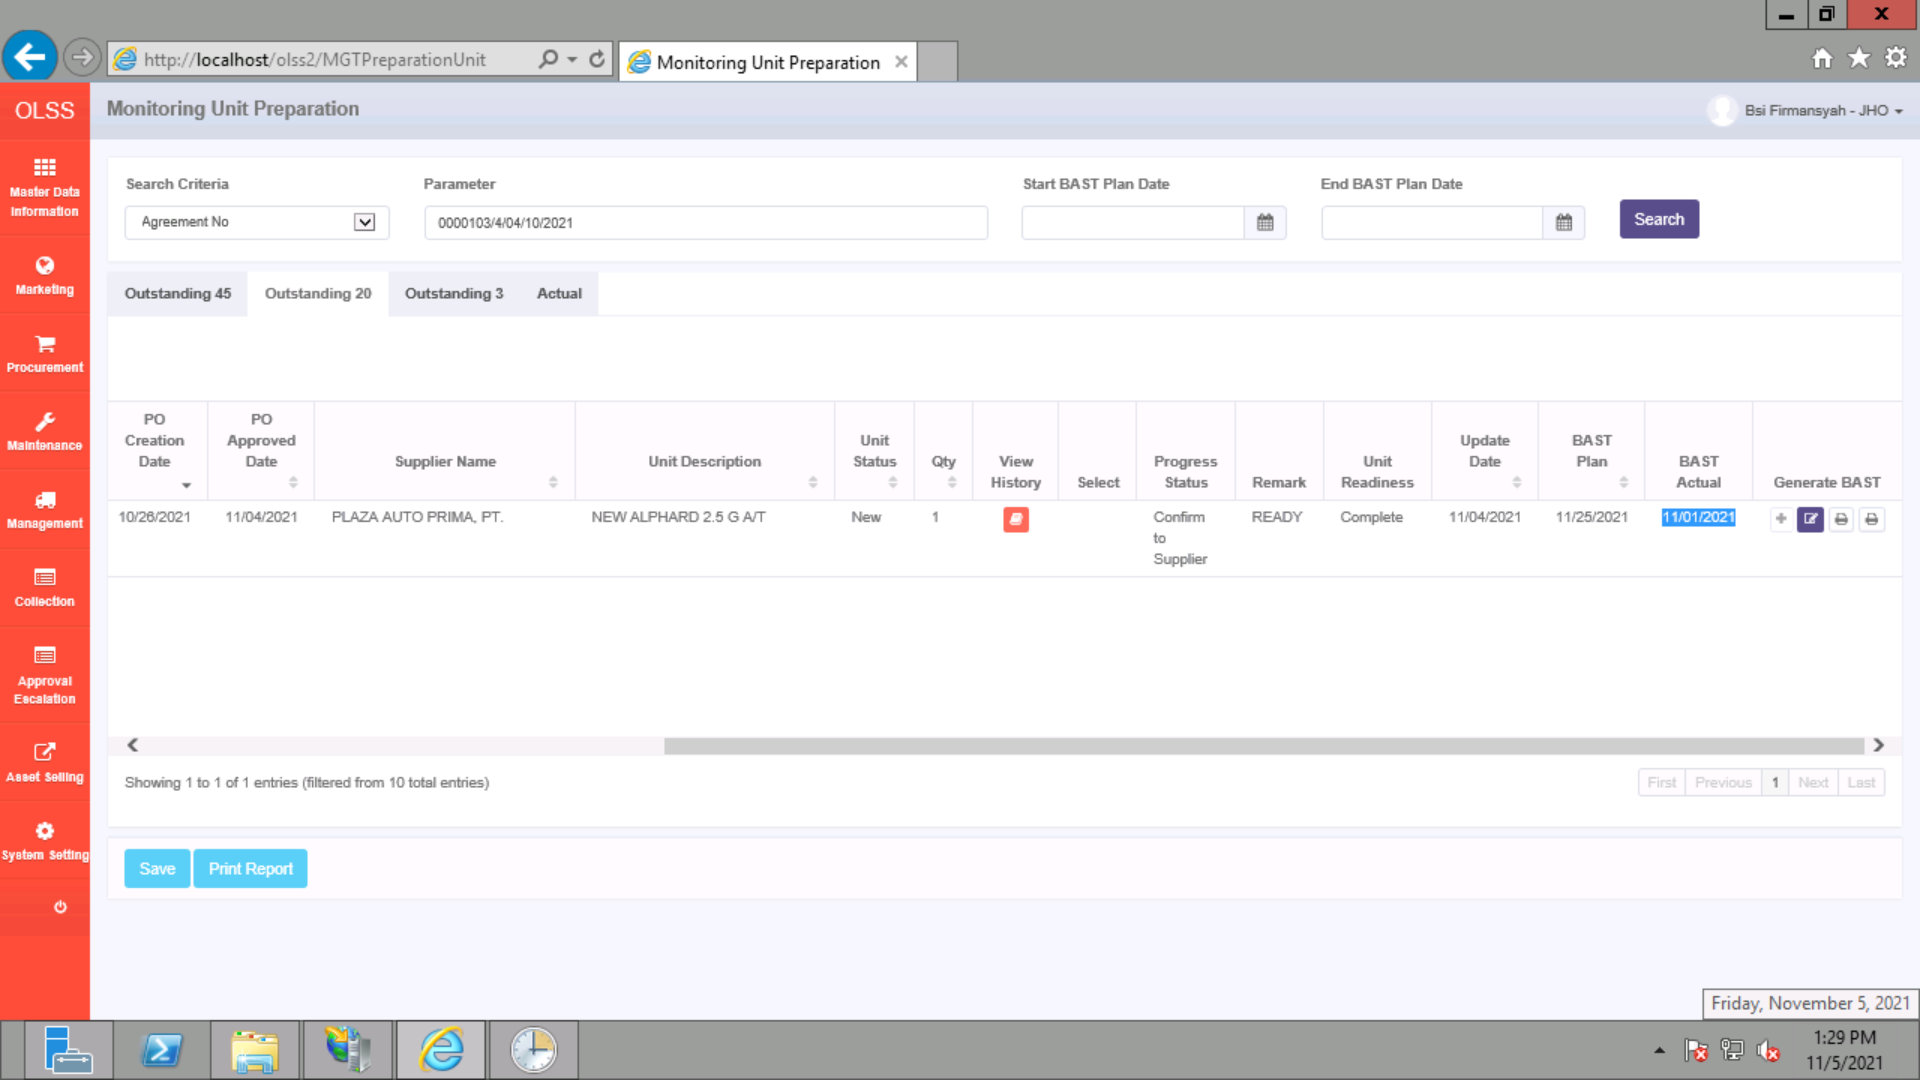 http://localhost/olss2/MGTPreparationUnit
Monitoring Unit Preparation
OLSS
Monitoring Unit Preparation
Bsi Firmansyah - JHO
Master Data
Information
Marketing
Procurement
Maintenance
Management
Collection
Approval
Escalation
Asset Selling
System Setting
Search Criteria
Parameter
Start BAST Plan Date
End BAST Plan Date
Agreement No
0000103/4/04/10/2021
Search
Outstanding 45
Outstanding 20
Outstanding 3
Actual
PO Creation Date
PO Approved Date
Supplier Name
Unit Description
Unit Status
Qty
View History
Select
Progress Status
Remark
Unit Readiness
Update Date
BAST Plan
BAST Actual
Generate BAST
10/26/2021
11/04/2021
PLAZA AUTO PRIMA, PT.
NEW ALPHARD 2.5 G A/T
New
1
Confirm
to
Supplier
READY
Complete
11/04/2021
11/25/2021
11/01/2021
Showing 1 to 1 of 1 entries (filtered from 10 total entries)
First
Previous
1
Next
Last
Save
Print Report
Friday, November 5, 2021
1:29 PM
11/5/2021